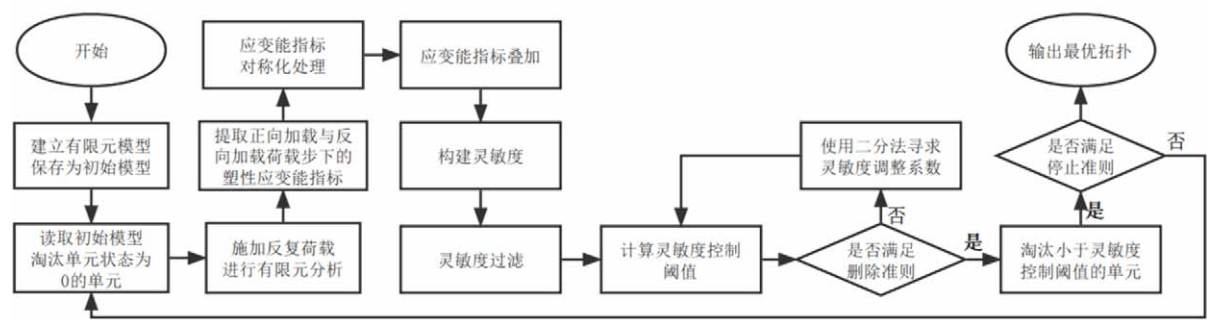 开始
建立有限元模型
保存为初始模型
读取初始模型
淘汰单元状态为
0的单元
施加反复荷载
进行有限元分析
提取正向加载与反
向加载荷载步下的
塑性应变能指标
应变能指标
对称化处理
应变能指标叠加
构建灵敏度
灵敏度过滤
计算灵敏度控制
阈值
是否满足
删除准则
否
使用二分法寻求
灵敏度调整系数
是
淘汰小于灵敏度
控制阈值的单元
是
是否满足
停止准则
否
输出最优拓扑